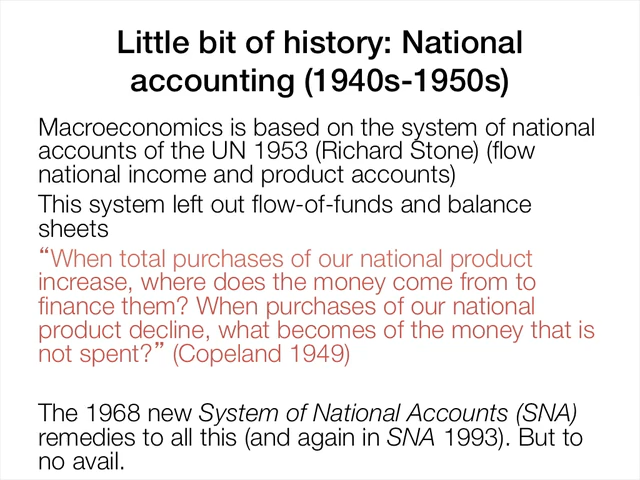 Little bit of history: National
accounting (1940s-1950s)
Macroeconomics is based on the system of national
accounts of the UN 1953 (Richard Stone) (flow
national income and product accounts)
This system left out flow-of-funds and balance
sheets
“When total purchases of our national product
increase, where does the money come from to
finance them? When purchases of our national
product decline, what becomes of the money that is
not spent?” (Copeland 1949)
The 1968 new System of National Accounts (SNA)
remedies to all this (and again in SNA 1993). But to
no avail.